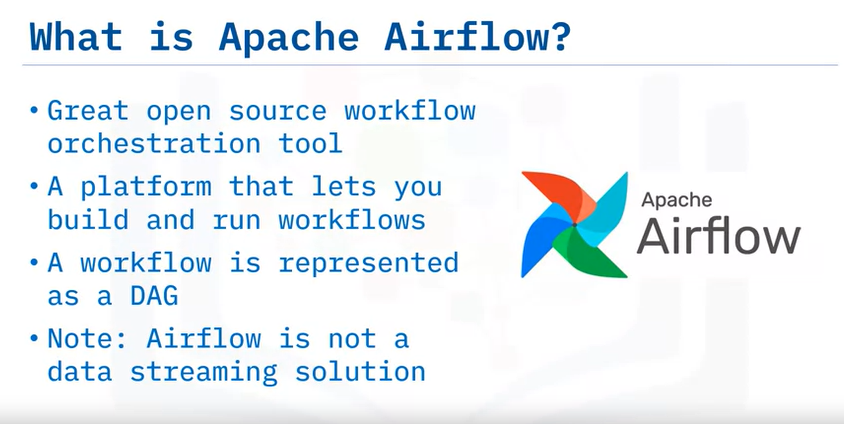 What is Apache Airflow?
• Great open source workflow
orchestration tool
• A platform that lets you
build and run workflows
• A workflow is represented
as a DAG
• Note: Airflow is not a
data streaming solution
Apache
Airflow